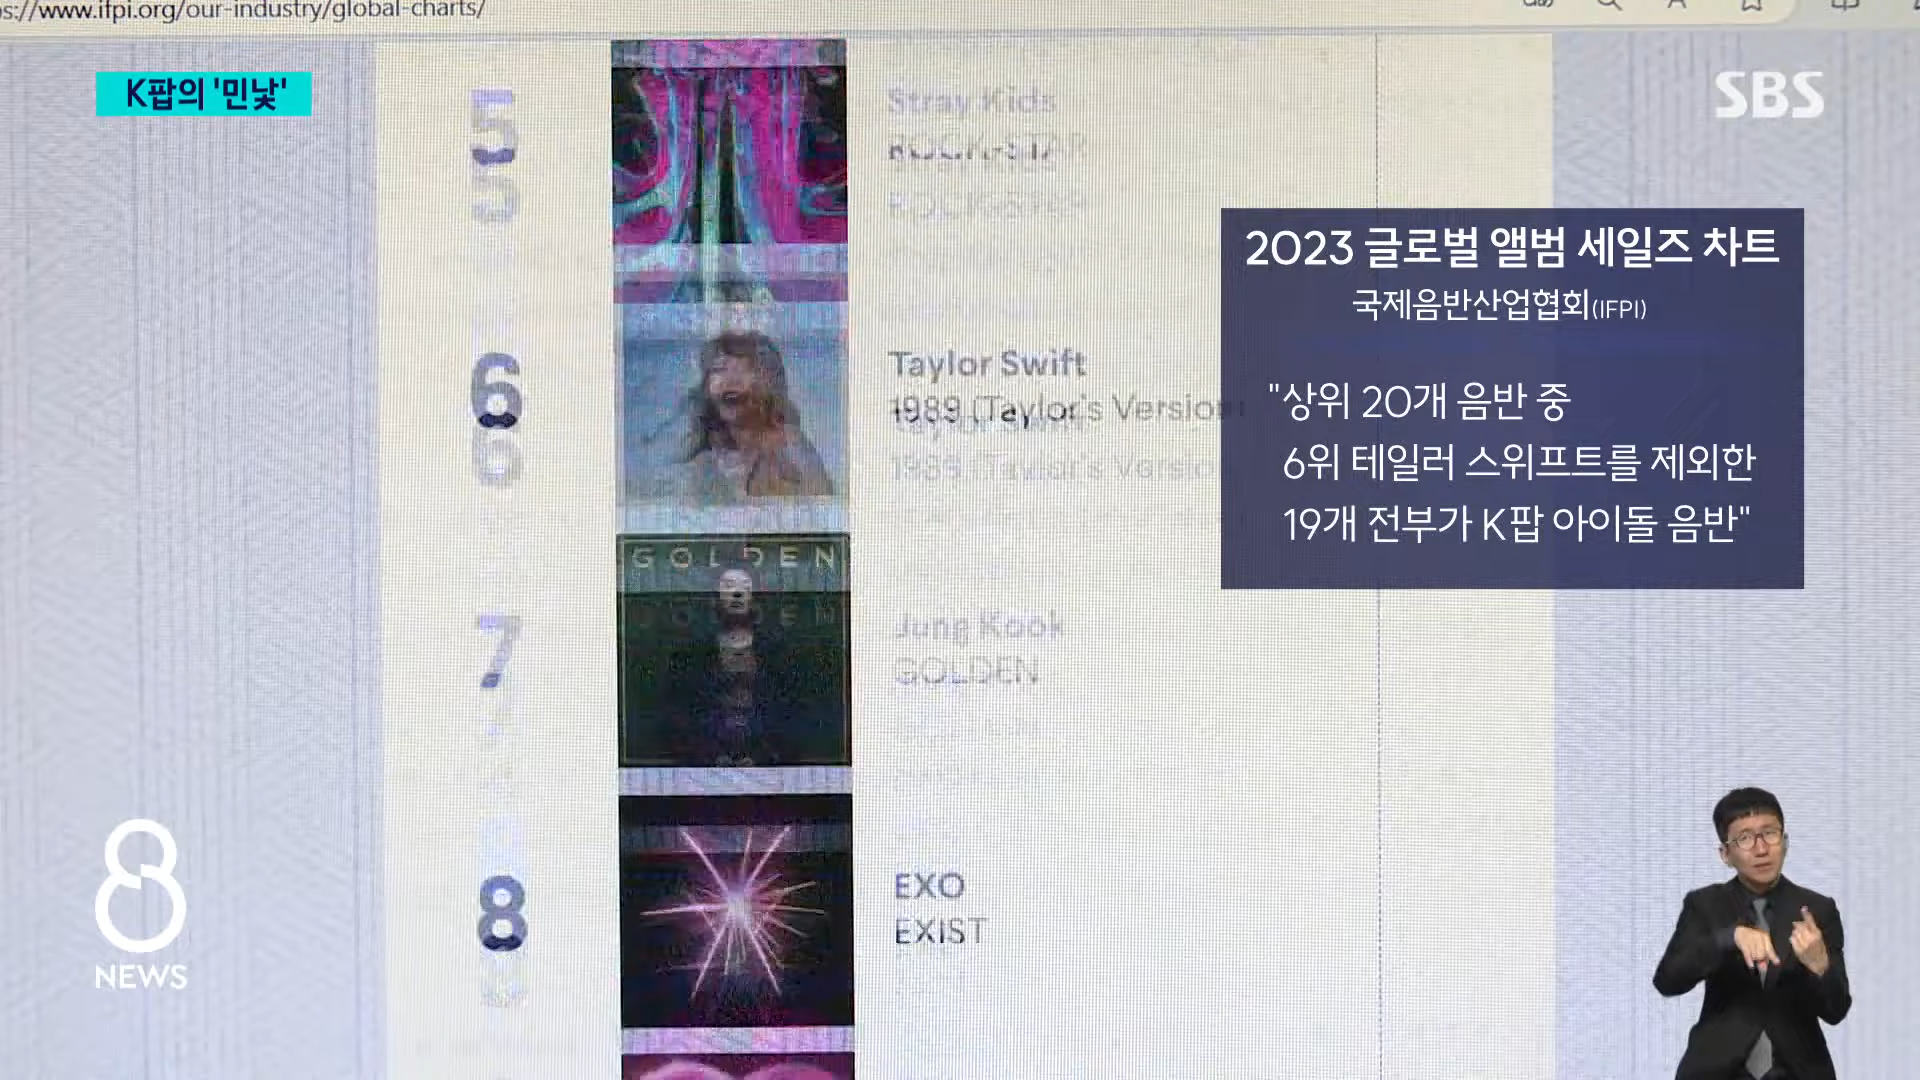 s://www.ifpi.org/our-industry/global-charts/
K팝의 '민낯'
SBS
5
Stray Kids
ROCK-STAR
2023 글로벌 앨범 세일즈 차트
국제음반산업협회(IFPI)
"상위 20개 음반 중
6위 테일러 스위프트를 제외한
19개 전부가 K팝 아이돌 음반"
6
Taylor Swift
1989 (Taylor's Version)
GOLDEN
7
Jung Kook
GOLDEN
8
EXO
EXIST
8
NEWS